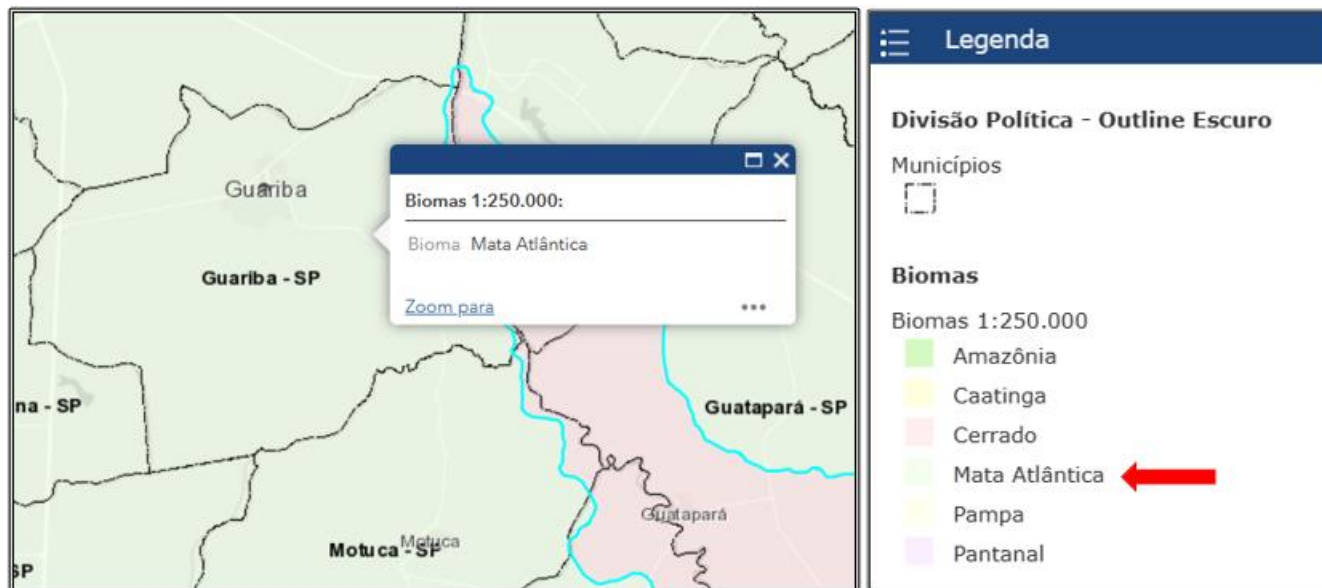 Guariba
Guariba - SP
na - SP
Guatapará - SP
Guatapará
Motuca - SP
Motuca
SP
Biomas 1:250.000:
Bioma Mata Atlântica
Zoom para
Legenda
Divisão Política - Outline Escuro
Municípios
Biomas
Biomas 1:250.000
Amazônia
Caatinga
Cerrado
Mata Atlântica
Pampa
Pantanal